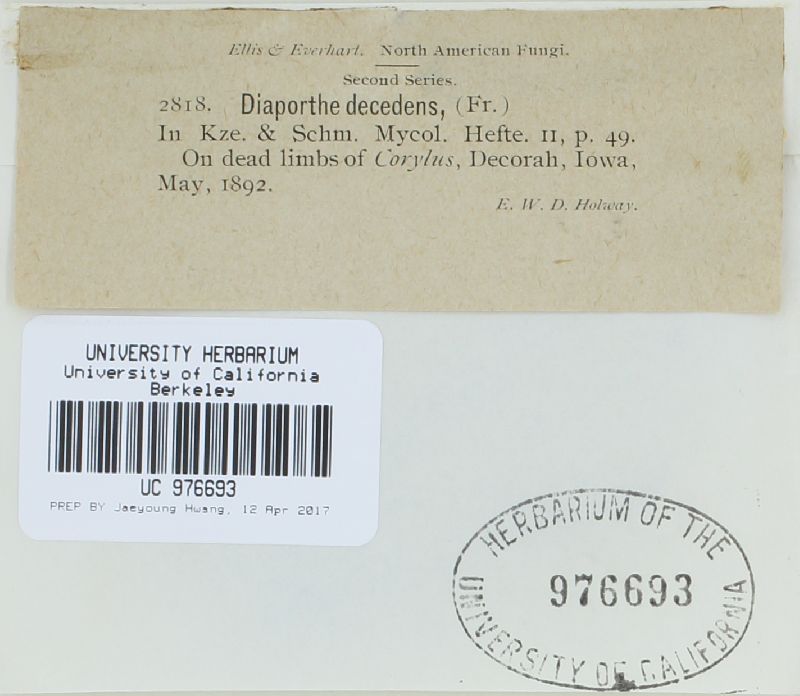 Ellis & Everhart. North American Fungi.
Second Series.
2818. Diaporthe decedens, (Fr.)
In Kze. & Schm. Mycol. Hefte. II, p. 49.
On dead limbs of Corylus, Decorah, Iowa,
May, 1892.
E. W. D. Holway.
UNIVERSITY HERBARIUM
University of California
Berkeley
UC 976693
PREP BY Jaeyoung Hwang, 12 Apr 2017
HERBARIUM OF THE
976693
UNIVERSITY OF CALIFORNIA